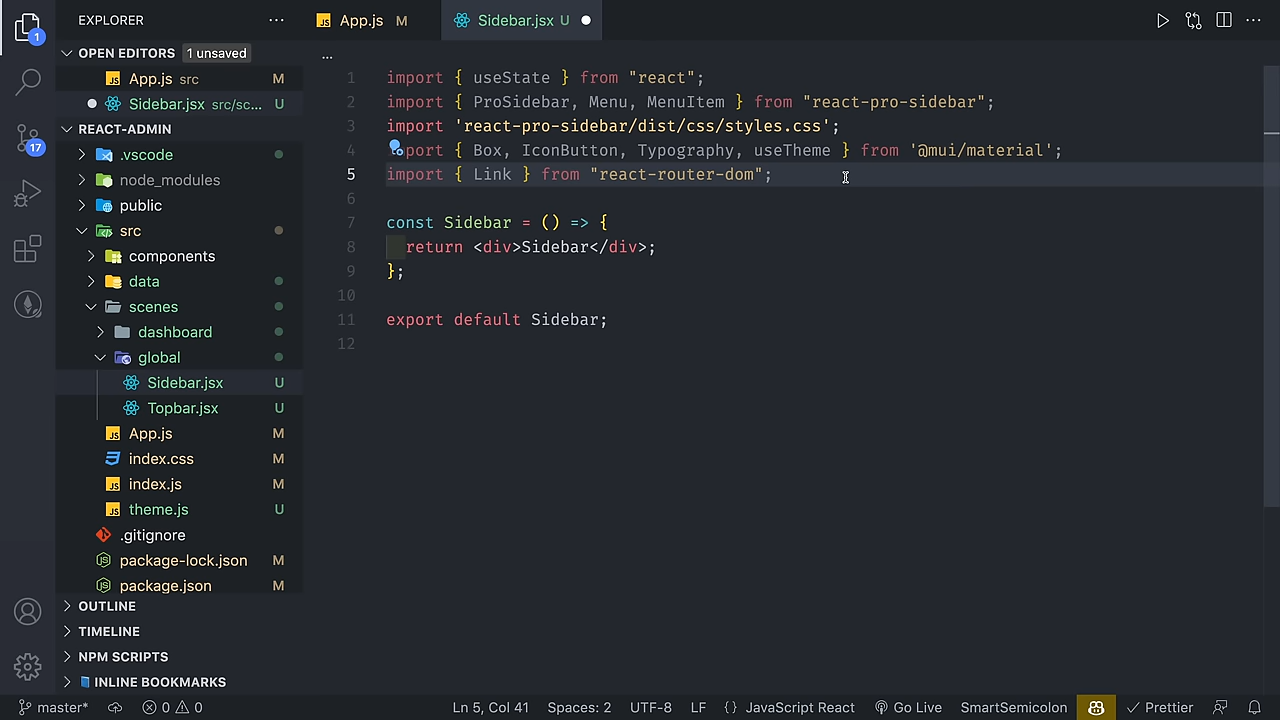 EXPLORER
App.js M
Sidebar.jsx U
OPEN EDITORS 1 unsaved
App.js src M
Sidebar.jsx src/sc... U
REACT-ADMIN
.vscode
node_modules
public
src
components
data
scenes
dashboard
global
Sidebar.jsx U
Topbar.jsx U
App.js M
index.css M
index.js M
theme.js U
.gitignore
package-lock.json M
package.json M
OUTLINE
TIMELINE
NPM SCRIPTS
INLINE BOOKMARKS
1
17
...
1 import { useState } from "react";
2 import { ProSidebar, Menu, MenuItem } from "react-pro-sidebar";
3 import 'react-pro-sidebar/dist/css/styles.css';
4 port { Box, IconButton, Typography, useTheme } from '@mui/material';
5 import { Link } from "react-router-dom";
6
7 const Sidebar = () => {
8 return <div>Sidebar</div>;
9 };
10
11 export default Sidebar;
12
master* 0 0 Ln 5, Col 41 Spaces: 2 UTF-8 LF {} JavaScript React Go Live SmartSemicolon Prettier